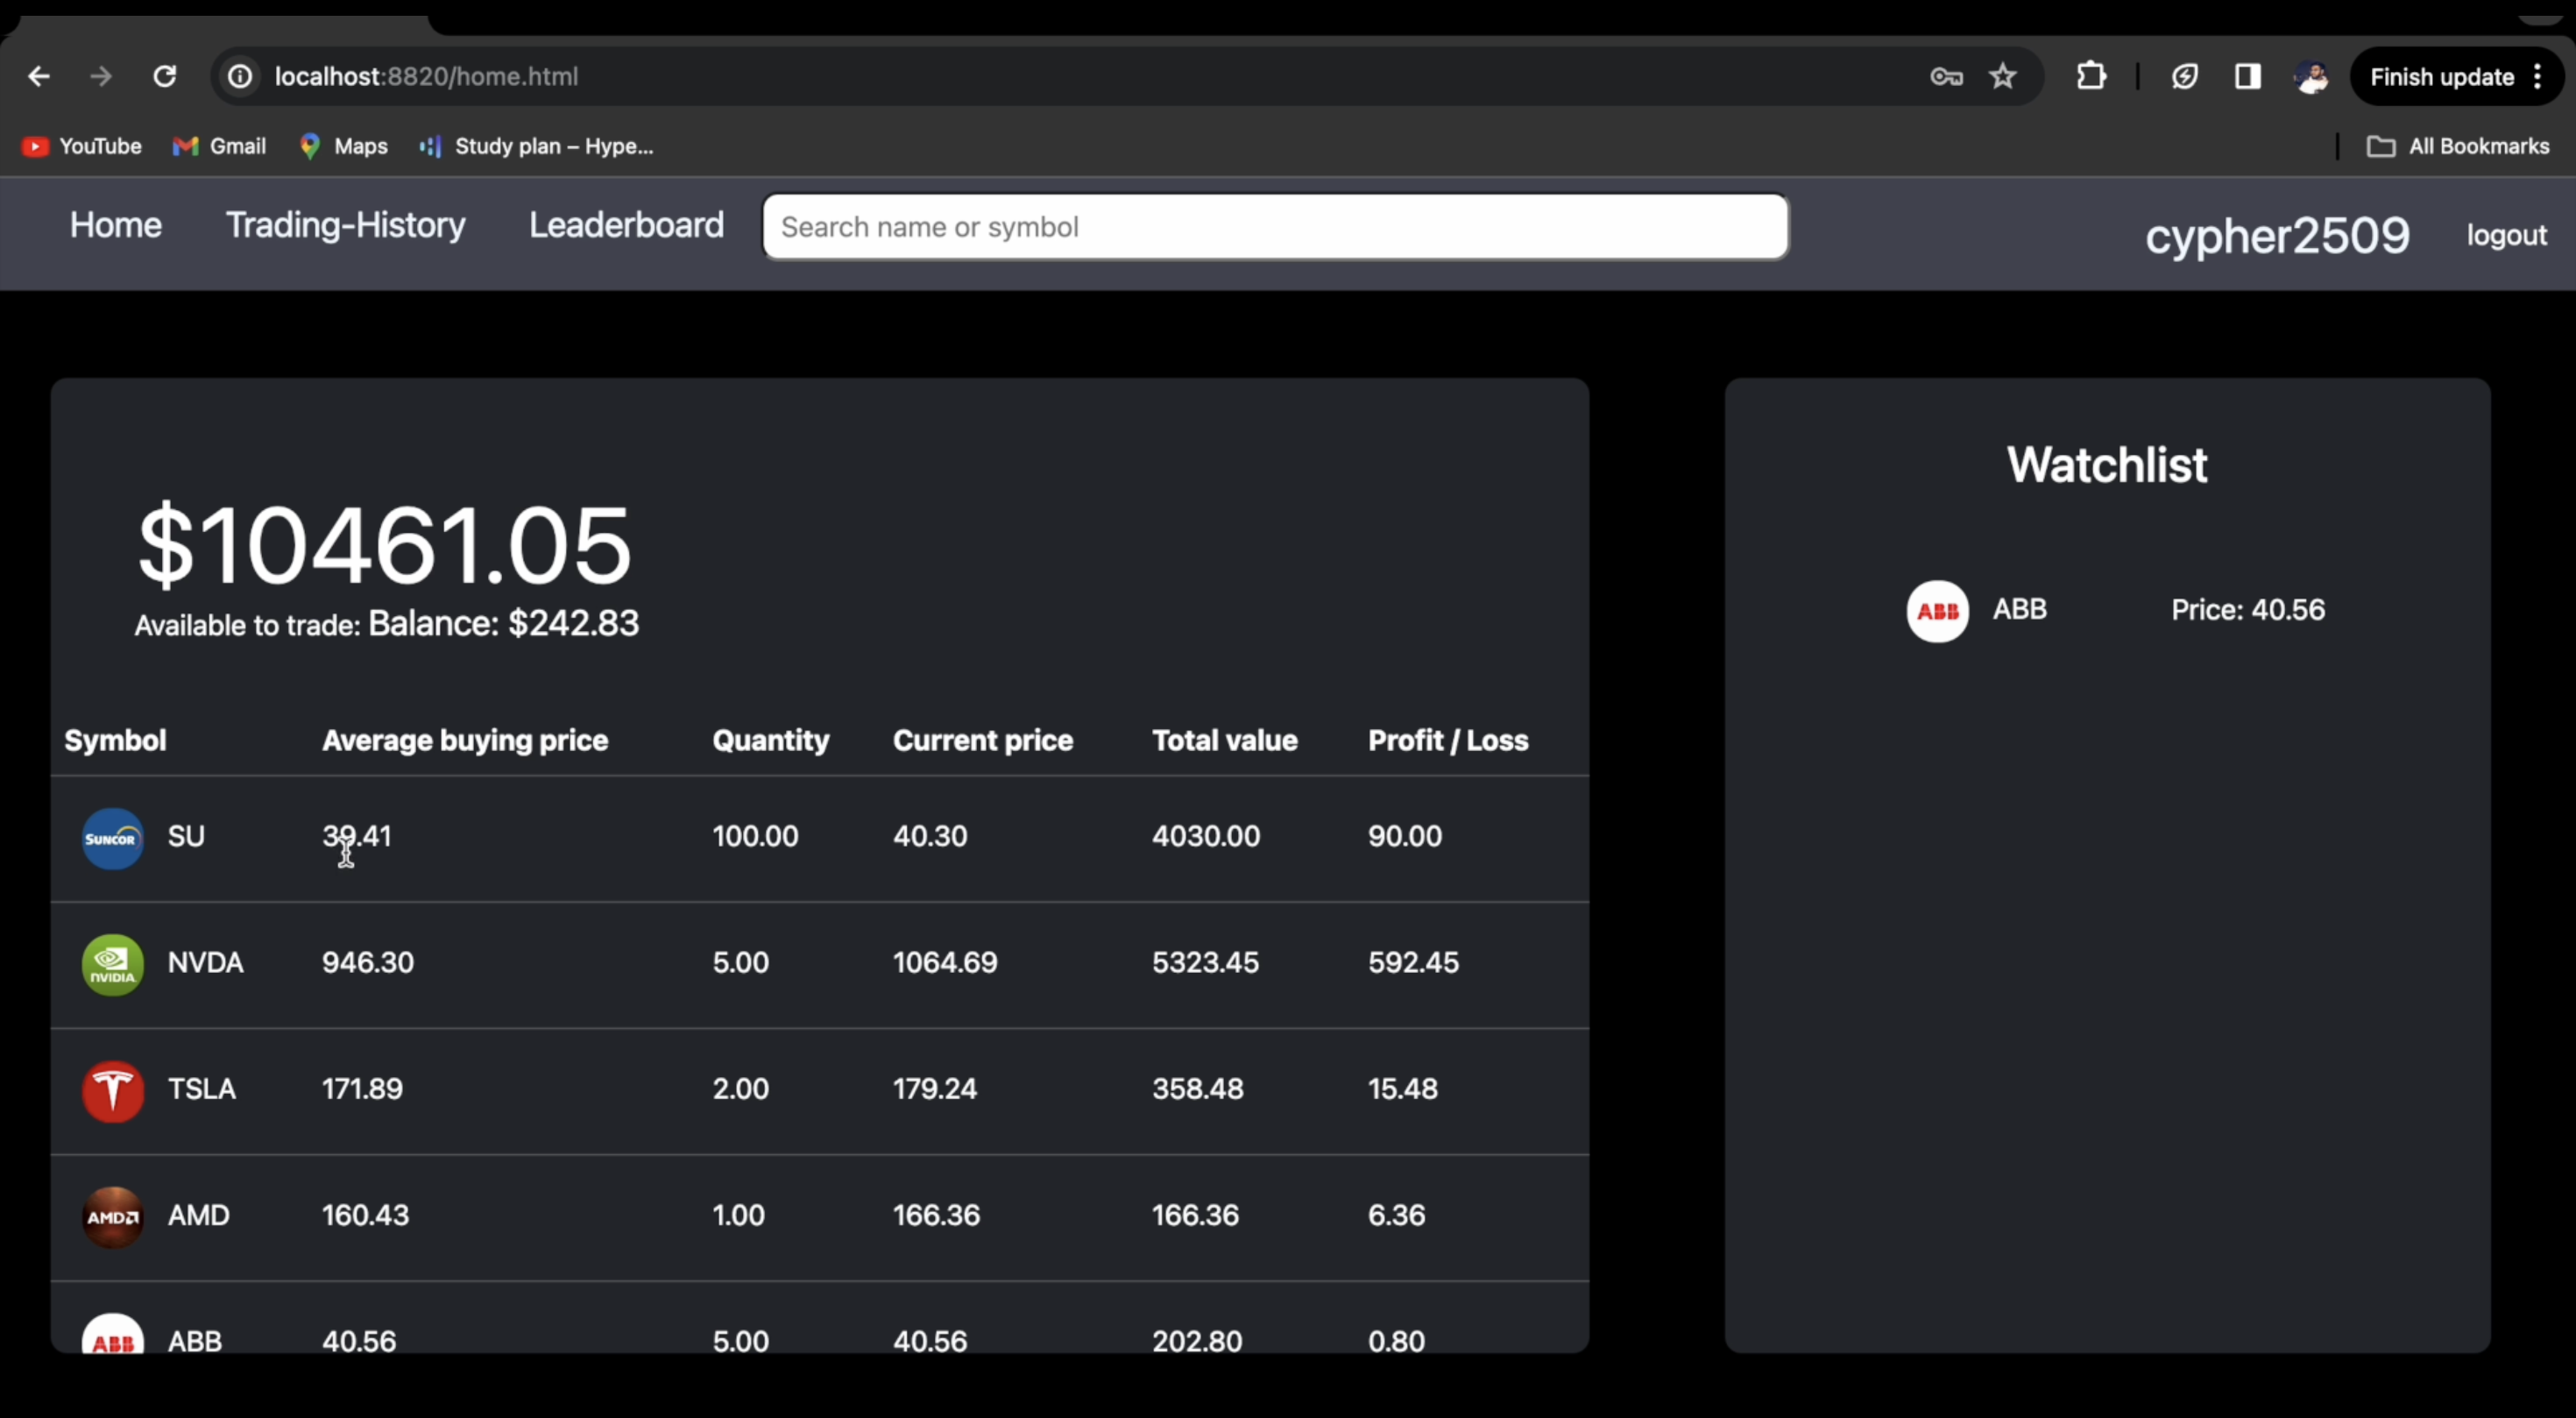 localhost:8820/home.html
Finish update
YouTube Gmail Maps Study plan – Hype... All Bookmarks
Home Trading-History Leaderboard Search name or symbol cypher2509 logout
$10461.05
Available to trade: Balance: $242.83
Watchlist
ABB ABB Price: 40.56
Symbol Average buying price Quantity Current price Total value Profit / Loss
SUNCOR SU 39.41 100.00 40.30 4030.00 90.00
NVIDIA NVDA 946.30 5.00 1064.69 5323.45 592.45
TSLA 171.89 2.00 179.24 358.48 15.48
AMD AMD 160.43 1.00 166.36 166.36 6.36
ABB ABB 40.56 5.00 40.56 202.80 0.80